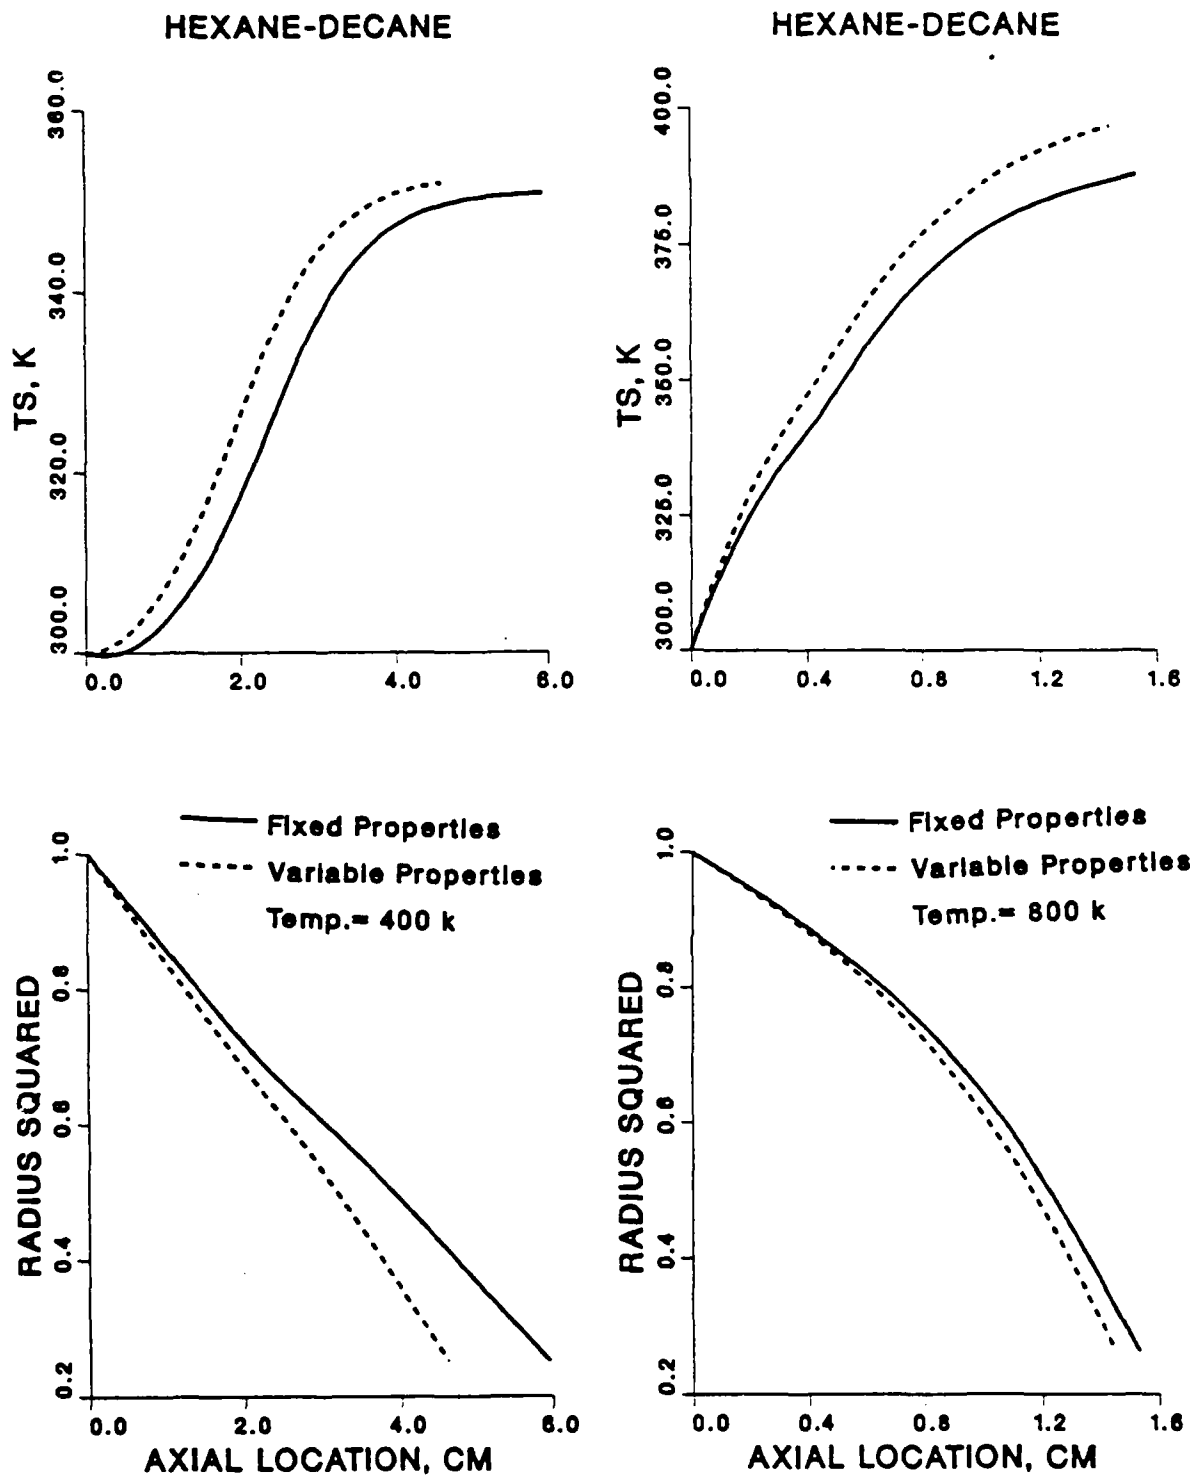 HEXANE-DECANE
TS, K
360.0
340.0
320.0
300.0
0.0 2.0 4.0 6.0
HEXANE-DECANE
TS, K
400.0
375.0
350.0
325.0
300.0
0.0 0.4 0.8 1.2 1.6
Fixed Properties
Variable Properties
Temp.= 400 k
RADIUS SQUARED
1.0
0.8
0.6
0.4
0.2
0.0 2.0 4.0 6.0
AXIAL LOCATION, CM
Fixed Properties
Variable Properties
Temp.= 800 k
RADIUS SQUARED
1.0
0.8
0.6
0.4
0.2
0.0 0.4 0.8 1.2 1.6
AXIAL LOCATION, CM